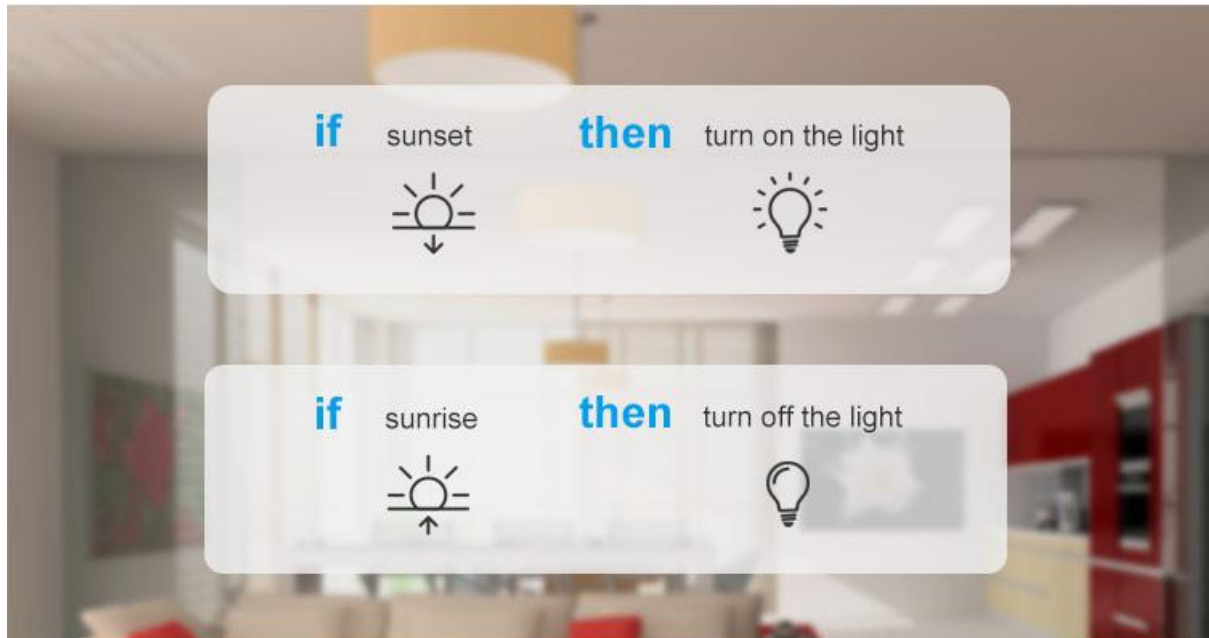 if sunset then turn on the light
if sunrise then turn off the light